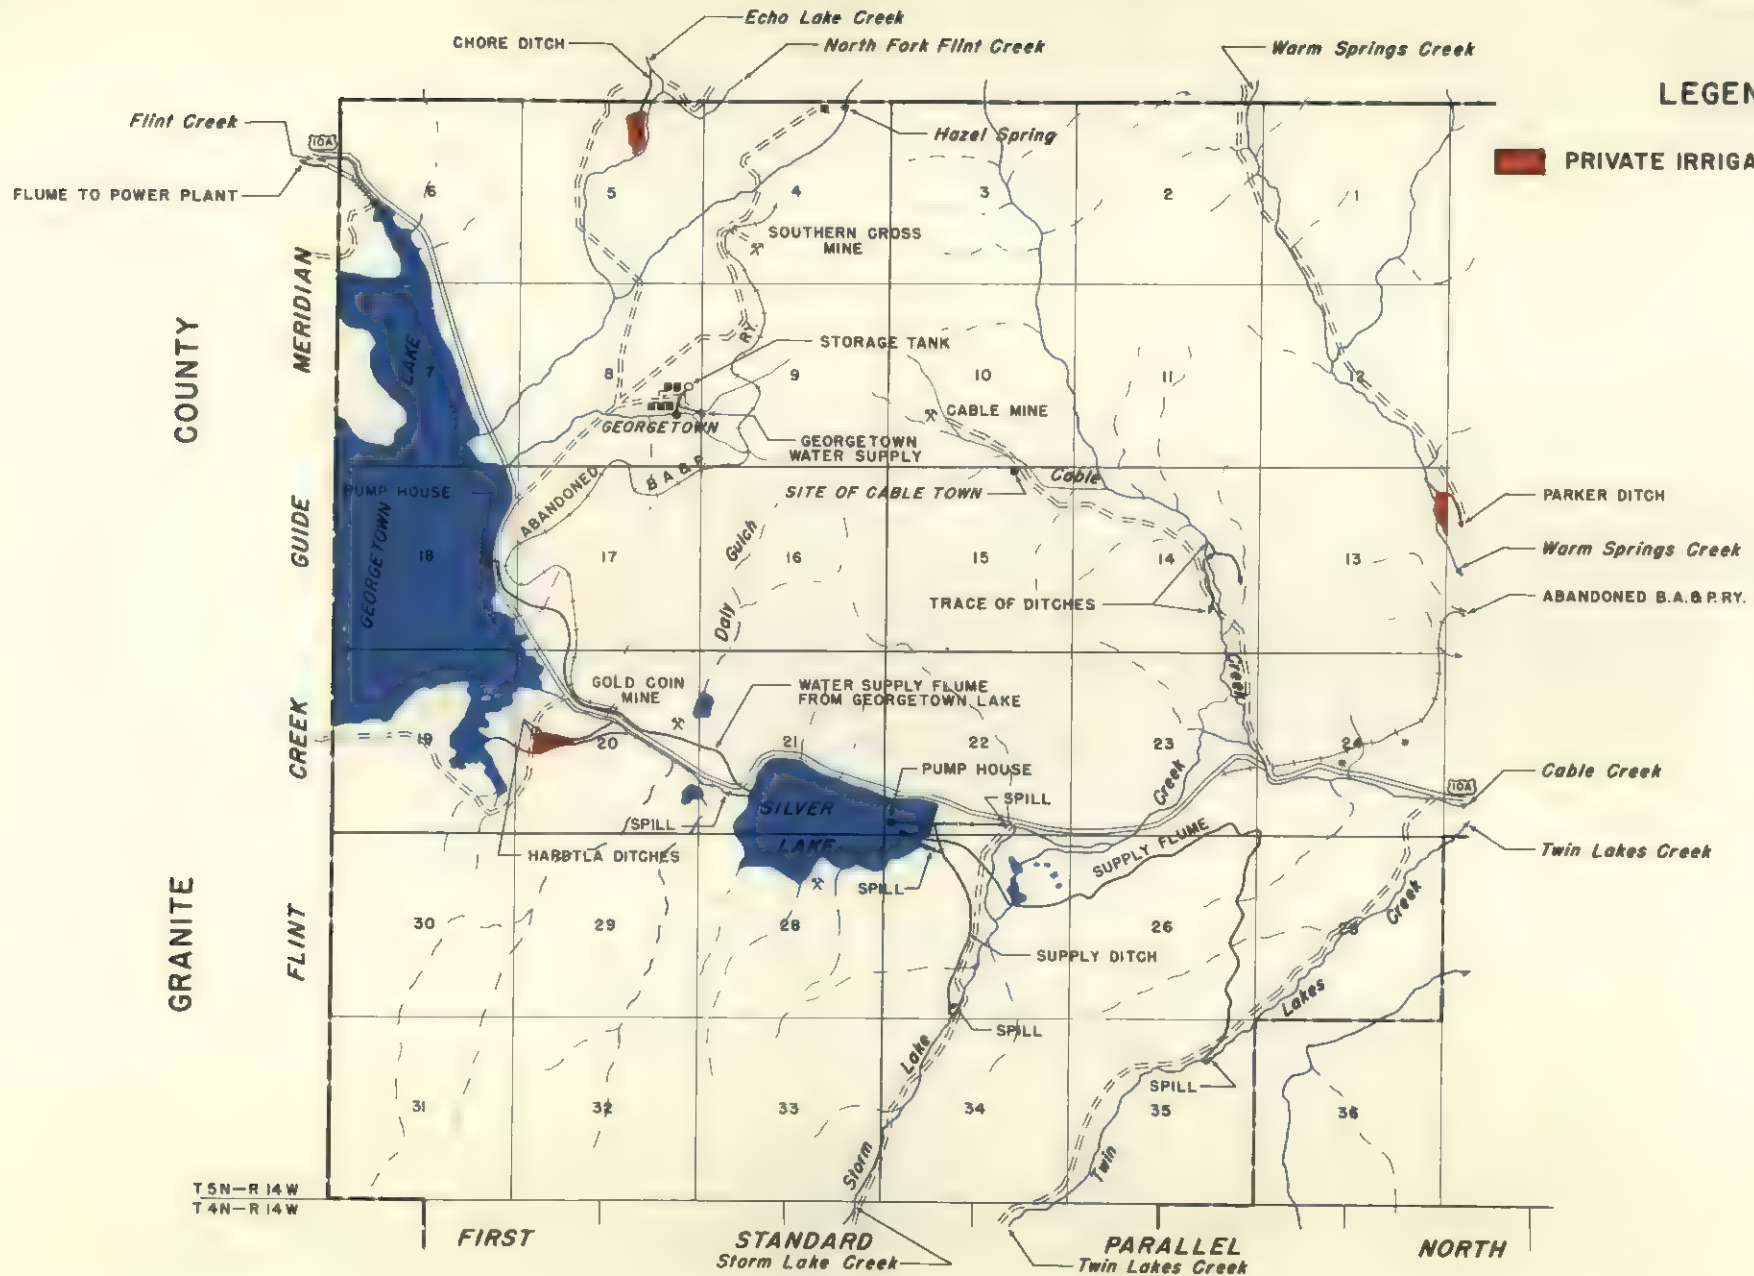 Echo Lake Creek
CHORE DITCH
North Fork Flint Creek
Warm Springs Creek
LEGEN
Flint Creek
10A
Hazel Spring
PRIVATE IRRIGA
FLUME TO POWER PLANT
6
5
4
3
2
1
SOUTHERN CROSS
MINE
COUNTY
MERIDIAN
LAKE
7
RY.
STORAGE TANK
8
9
10
11
12
CABLE MINE
GEORGETOWN
GEORGETOWN
WATER SUPPLY
ABANDONED
B A & P
Cable
PUMP HOUSE
SITE OF CABLE TOWN
PARKER DITCH
GUIDE
GEORGETOWN
18
17
Gulch
16
15
14
13
Warm Springs Creek
Daly
TRACE OF DITCHES
ABANDONED B.A.& P. RY.
Creek
GOLD COIN
MINE
WATER SUPPLY FLUME
FROM GEORGETOWN LAKE
CREEK
19
20
21
22
23
24
PUMP HOUSE
Creek
Cable Creek
10A
SILVER
SPILL
SPILL
LAKE
SUPPLY FLUME
Twin Lakes Creek
SPILL
GRANITE
FLINT
30
29
28
26
25
Creek
SUPPLY DITCH
Lakes
SPILL
Lake
SPILL
31
32
33
34
35
36
Storm
Twin
T 5N—R 14W
T 4N—R 14W
FIRST
STANDARD
PARALLEL
NORTH
Storm Lake Creek
Twin Lakes Creek